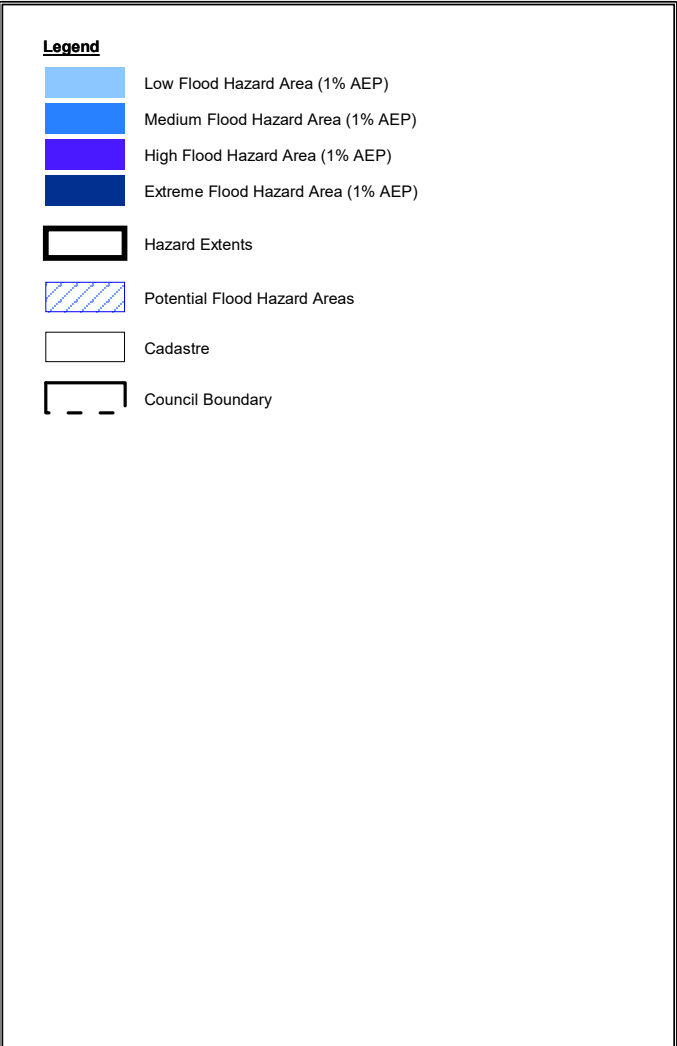 Legend
Low Flood Hazard Area (1% AEP)
Medium Flood Hazard Area (1% AEP)
High Flood Hazard Area (1% AEP)
Extreme Flood Hazard Area (1% AEP)
Hazard Extents
Potential Flood Hazard Areas
Cadastre
Council Boundary